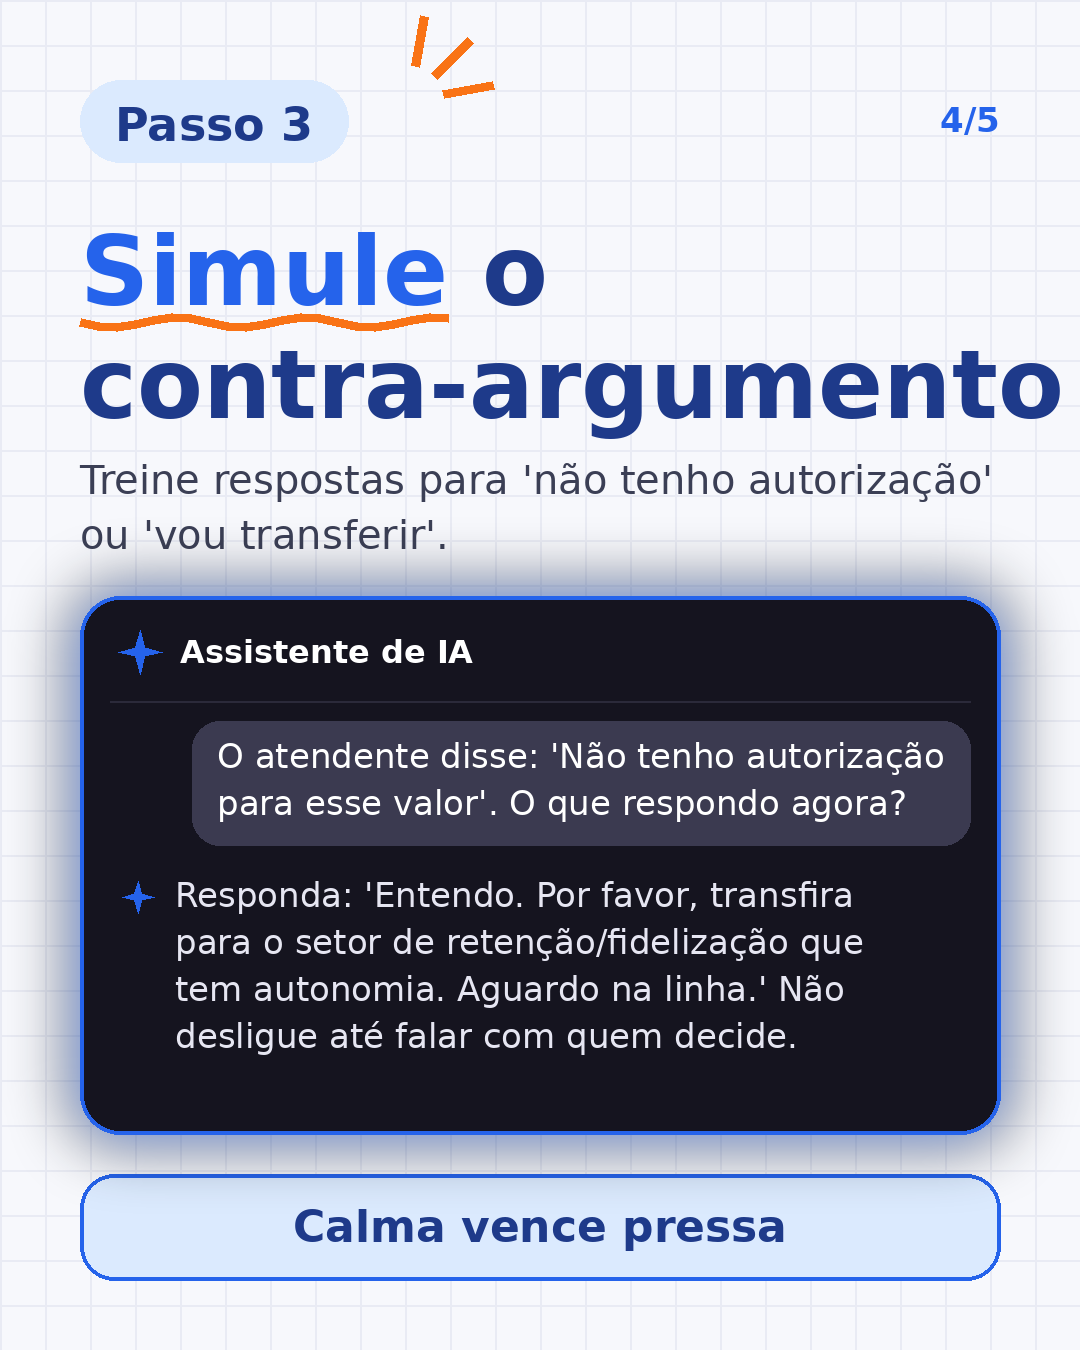 Passo 3
4/5
Simule o
contra-argumento
Treine respostas para 'não tenho autorização'
ou 'vou transferir'.
Assistente de IA
O atendente disse: 'Não tenho autorização
para esse valor'. O que respondo agora?
Responda: 'Entendo. Por favor, transfira
para o setor de retenção/fidelização que
tem autonomia. Aguardo na linha.' Não
desligue até falar com quem decide.
Calma vence pressa